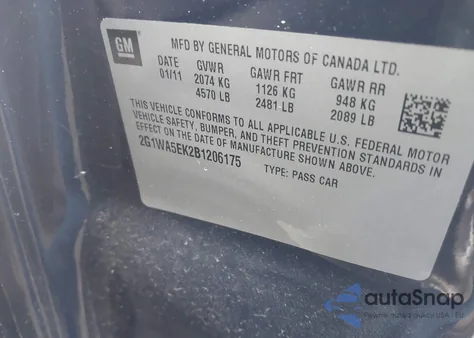 GM
MFD BY GENERAL MOTORS OF CANADA LTD.
DATE GVWR GAWR FRT GAWR RR
01/11 2074 KG 1126 KG 948 KG
4570 LB 2481 LB 2089 LB
THIS VEHICLE CONFORMS TO ALL APPLICABLE U.S. FEDERAL MOTOR
VEHICLE SAFETY, BUMPER, AND THEFT PREVENTION STANDARDS IN
EFFECT ON THE DATE OF MANUFACTURE SHOWN ABOVE.
2G1WA5EK2B1206175 TYPE: PASS CAR
autoSnap